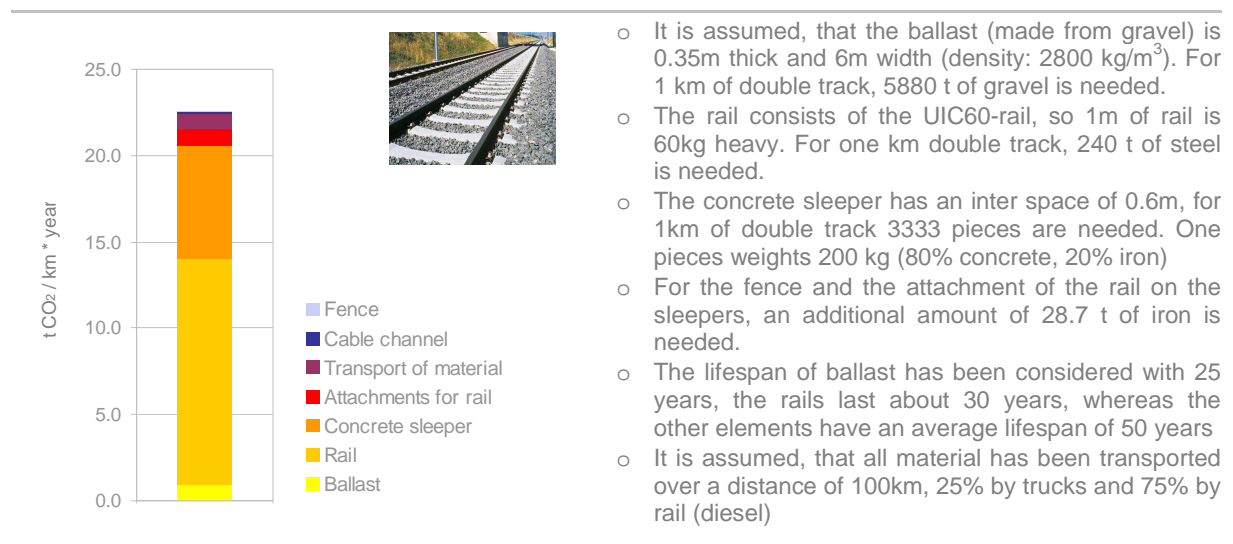 25.0
20.0
15.0
10.0
5.0
0.0
t CO2 / km * year
Fence
Cable channel
Transport of material
Attachments for rail
Concrete sleeper
Rail
Ballast
o It is assumed, that the ballast (made from gravel) is
0.35m thick and 6m width (density: 2800 kg/m3). For
1 km of double track, 5880 t of gravel is needed.
o The rail consists of the UIC60-rail, so 1m of rail is
60kg heavy. For one km double track, 240 t of steel
is needed.
o The concrete sleeper has an inter space of 0.6m, for
1km of double track 3333 pieces are needed. One
pieces weights 200 kg (80% concrete, 20% iron)
o For the fence and the attachment of the rail on the
sleepers, an additional amount of 28.7 t of iron is
needed.
o The lifespan of ballast has been considered with 25
years, the rails last about 30 years, whereas the
other elements have an average lifespan of 50 years
o It is assumed, that all material has been transported
over a distance of 100km, 25% by trucks and 75% by
rail (diesel)